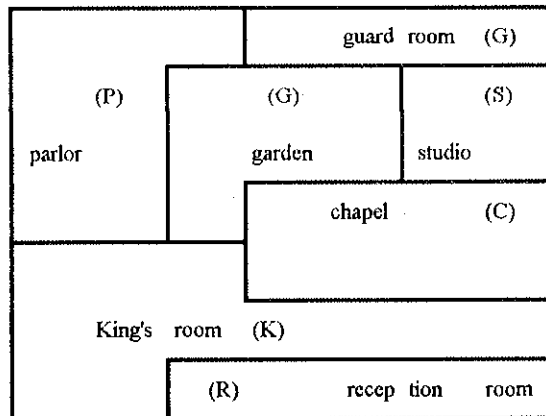 guard room (G)
(P) (G) (S)
parlor garden studio
chapel (C)
King's room (K)
(R) recep tion room